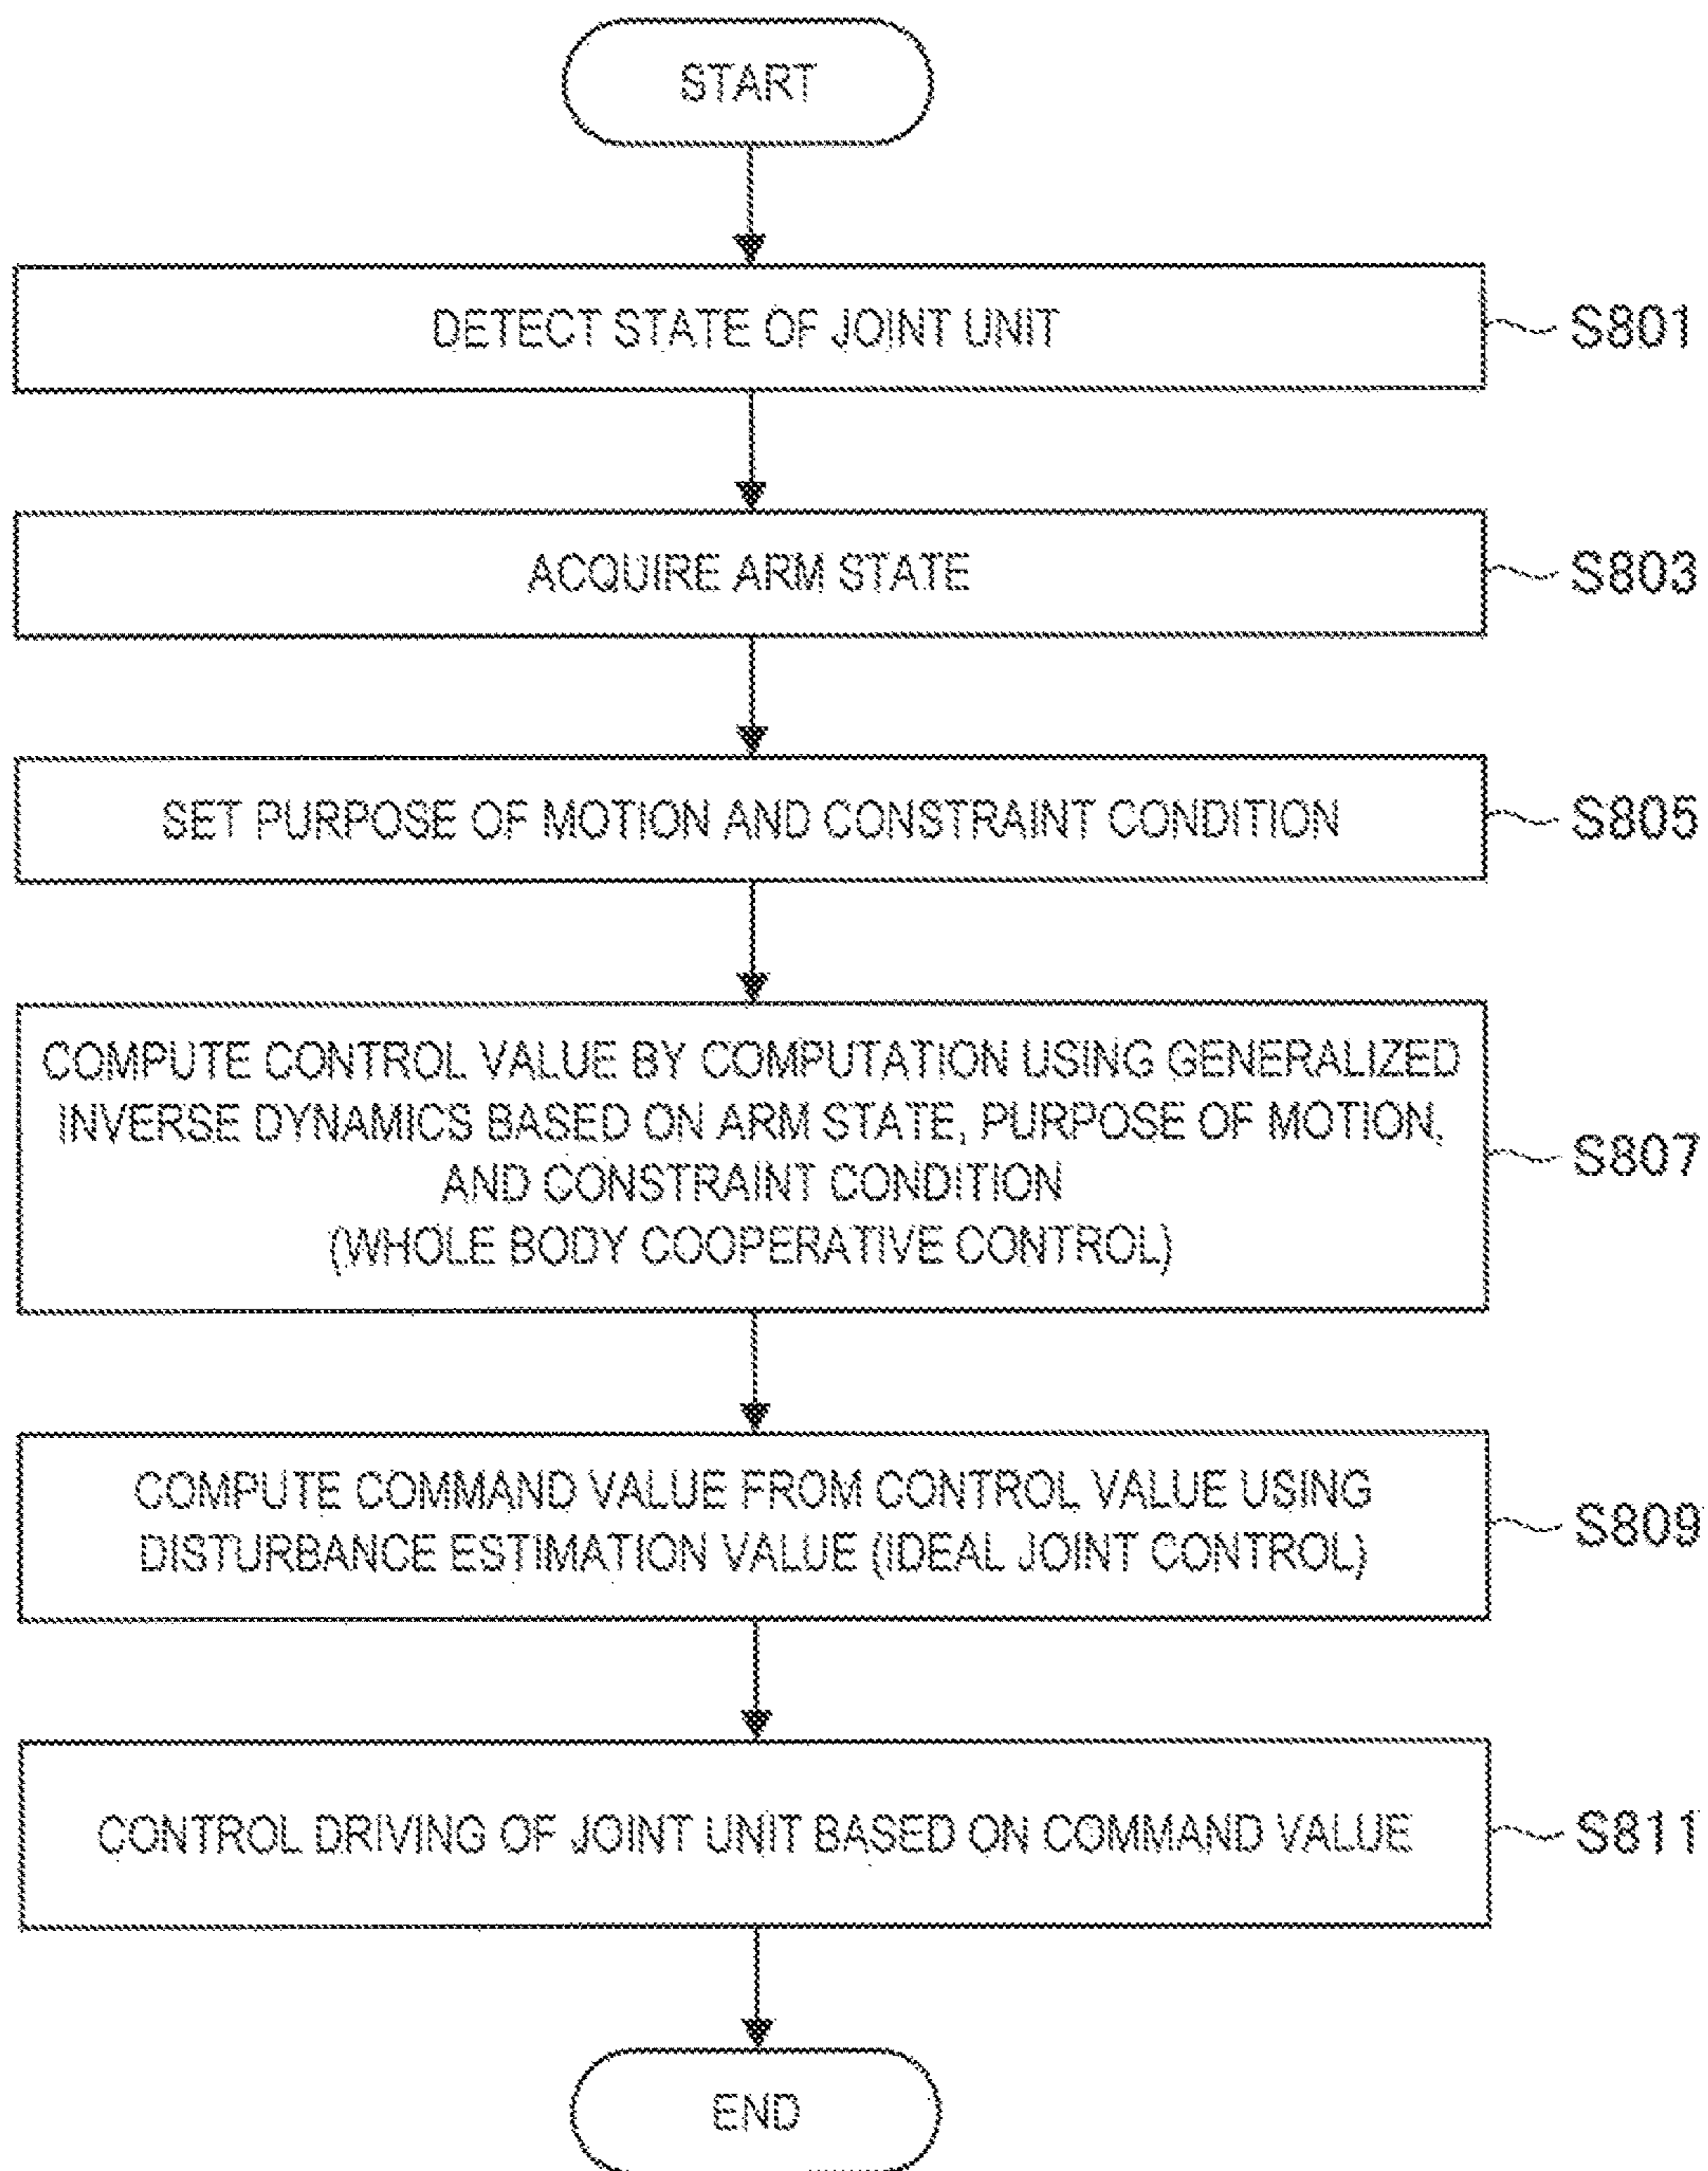 START
DETECT STATE OF JOINT UNIT
S801
ACQUIRE ARM STATE
S803
SET PURPOSE OF MOTION AND CONSTRAINT CONDITION
S805
COMPUTE CONTROL VALUE BY COMPUTATION USING GENERALIZED
INVERSE DYNAMICS BASED ON ARM STATE, PURPOSE OF MOTION,
AND CONSTRAINT CONDITION
(WHOLE BODY COOPERATIVE CONTROL)
S807
COMPUTE COMMAND VALUE FROM CONTROL VALUE USING
DISTURBANCE ESTIMATION VALUE (IDEAL JOINT CONTROL)
S809
CONTROL DRIVING OF JOINT UNIT BASED ON COMMAND VALUE
S811
END